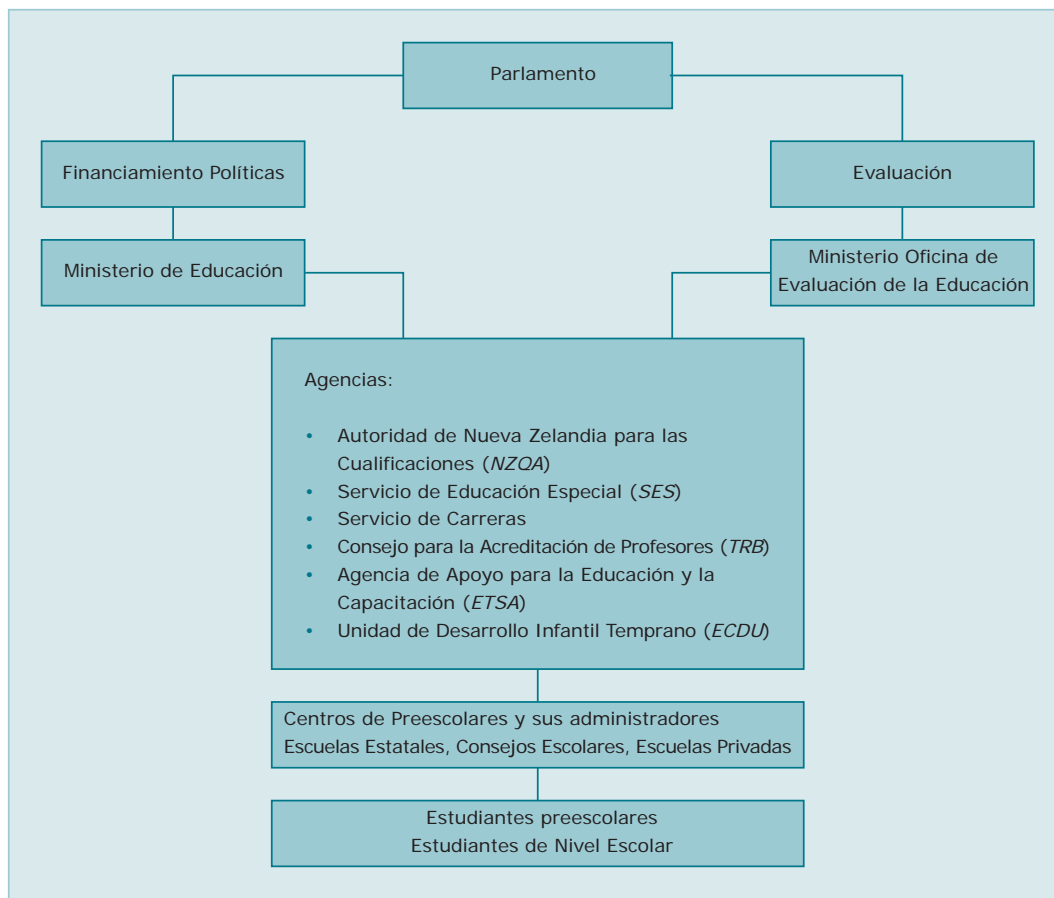 Parlamento
Financiamiento Políticas
Evaluación
Ministerio de Educación
Ministerio Oficina de
Evaluación de la Educación
Agencias:
• Autoridad de Nueva Zelandia para las
Cualificaciones (NZQA)
• Servicio de Educación Especial (SES)
• Servicio de Carreras
• Consejo para la Acreditación de Profesores (TRB)
• Agencia de Apoyo para la Educación y la
Capacitación (ETSA)
• Unidad de Desarrollo Infantil Temprano (ECDU)
Centros de Preescolares y sus administradores
Escuelas Estatales, Consejos Escolares, Escuelas Privadas
Estudiantes preescolares
Estudiantes de Nivel Escolar